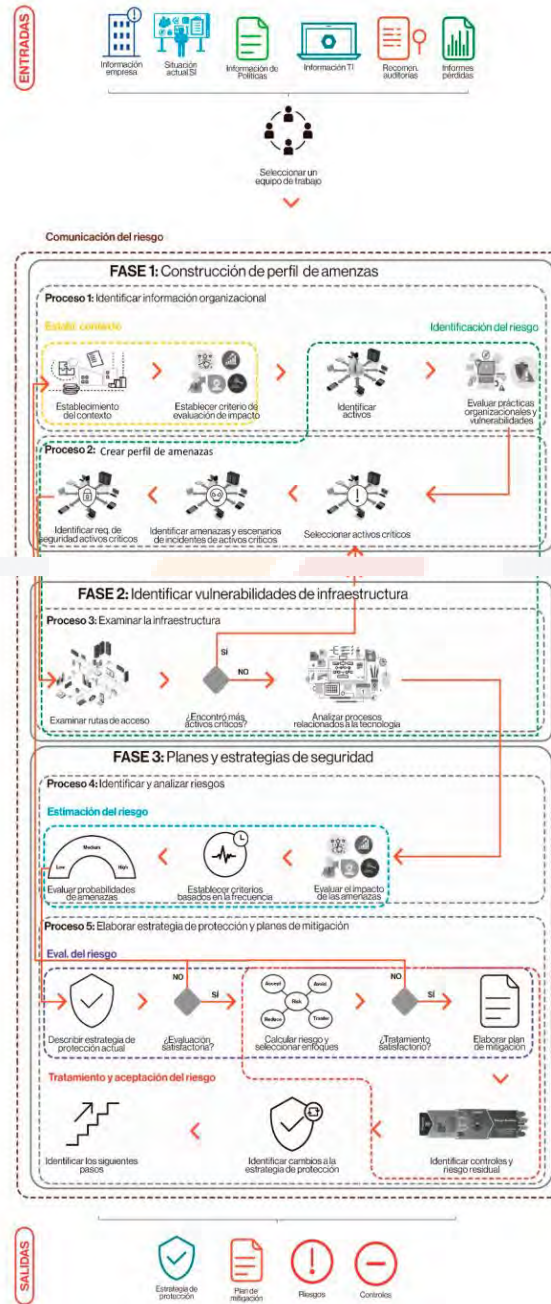 ENTRADAS
Información
empresa
Situación
actual SI
Información de
Políticas
Información TI
Recomen.
auditorias
Informes
pérdidas
Seleccionar un
equipo de trabajo
Comunicación del riesgo
FASE 1: Construcción de perfil de amenzas
Proceso 1: Identificar información organizacional
Establ. contexto
Identificación del riesgo
Establecimiento
del contexto
Establecer criterio de
evaluación de impacto
Identificar
activos
Evaluar prácticas
organizacionales y
vulnerabilidades
Proceso 2: Crear perfil de amenazas
Identificar req. de
seguridad activos críticos
Identificar amenazas y escenarios
de incidentes de activos críticos
Seleccionar activos críticos
FASE 2: Identificar vulnerabilidades de infraestructura
Proceso 3: Examinar la infraestructura
SÍ
NO
Examinar rutas de acceso
¿Encontró más
activos críticos?
Analizar procesos
relacionados a la tecnología
FASE 3: Planes y estrategias de seguridad
Proceso 4: Identificar y analizar riesgos
Estimación del riesgo
Low
Medium
High
Evaluar probabilidades
de amenazas
Establecer criterios
basados en la frecuencia
Evaluar el impacto
de las amenazas
Proceso 5: Elaborar estrategia de protección y planes de mitigación
Eval. del riesgo
NO
SÍ
Accept
Avoid
Risk
Reduce
Transfer
NO
SÍ
Describir estrategia de
protección actual
¿Evaluación
satisfactoria?
Calcular riesgo y
seleccionar enfoques
¿Tratamiento
satisfactorio?
Elaborar plan
de mitigación
Tratamiento y aceptación del riesgo
Identificar los siguientes
pasos
Identificar cambios a la
estrategia de protección
Identificar controles y
riesgo residual
SALIDAS
Estrategia de
protección
Plan de
mitigación
Riesgos
Controles